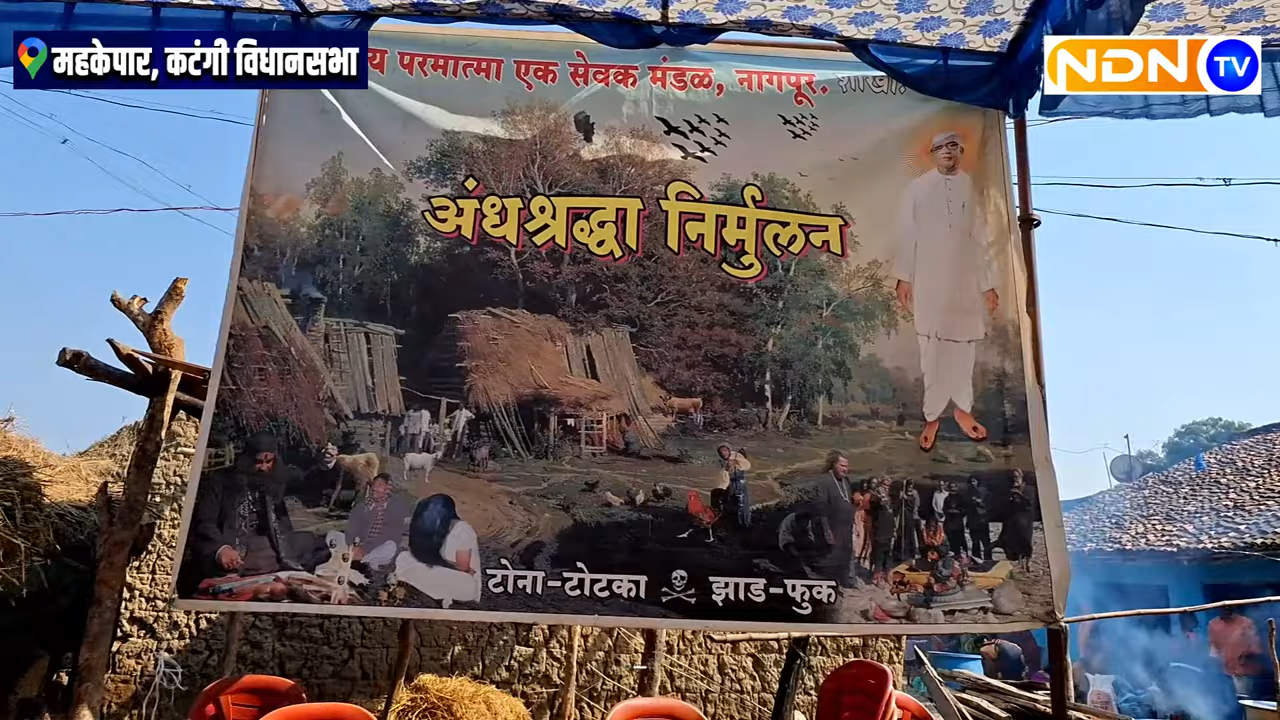 महकेपार, कटंगी विधानसभा
NDN TV
य परमात्मा एक सेवक मंडळ, नागपूर. शाखा.
अंधश्रद्धा निर्मुलन
टोना-टोटका झाड-फुक